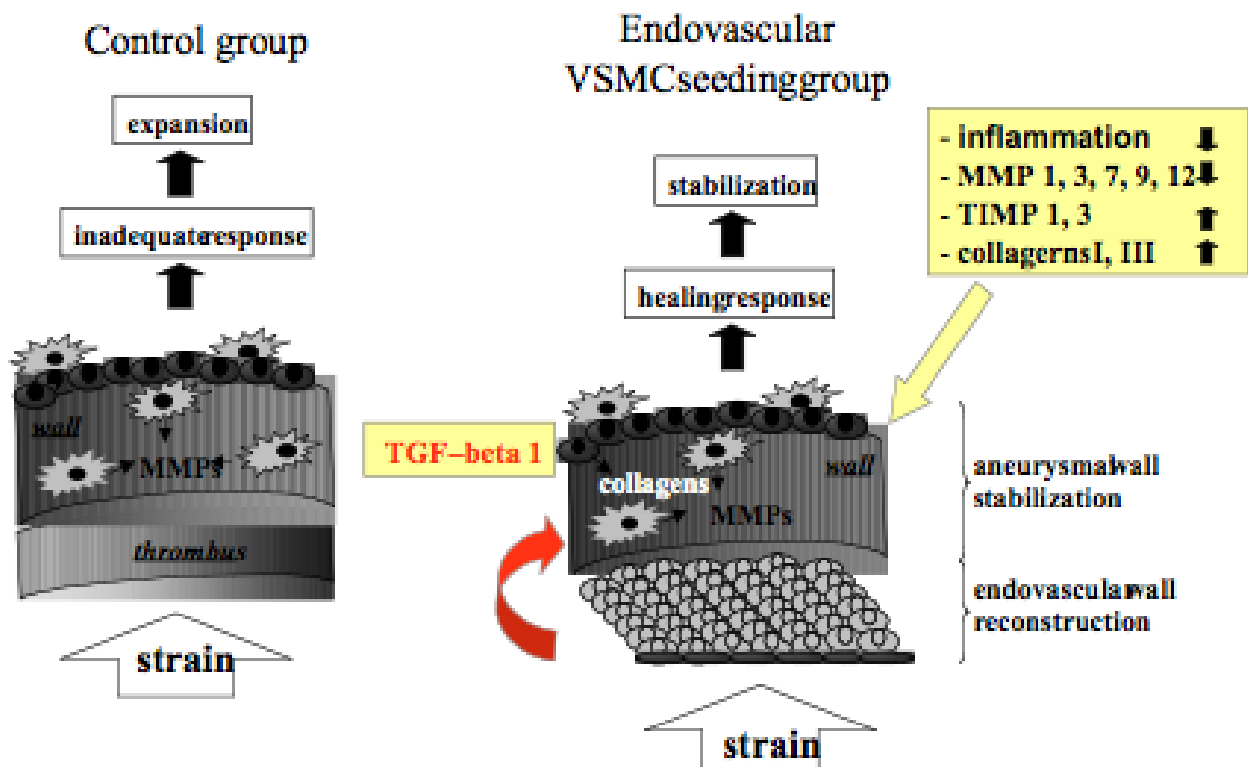 Control group
expansion
inadequateresponse
wall
MMPs
thrombus
strain
Endovascular
VSMCseedinggroup
stabilization
healingresponse
- inflammation
- MMP 1, 3, 7, 9, 12
- TIMP 1, 3
- collagernsI, III
TGF–beta 1
collagens
wall
MMPs
aneurysmalwall
stabilization
endovascularwall
reconstruction
strain